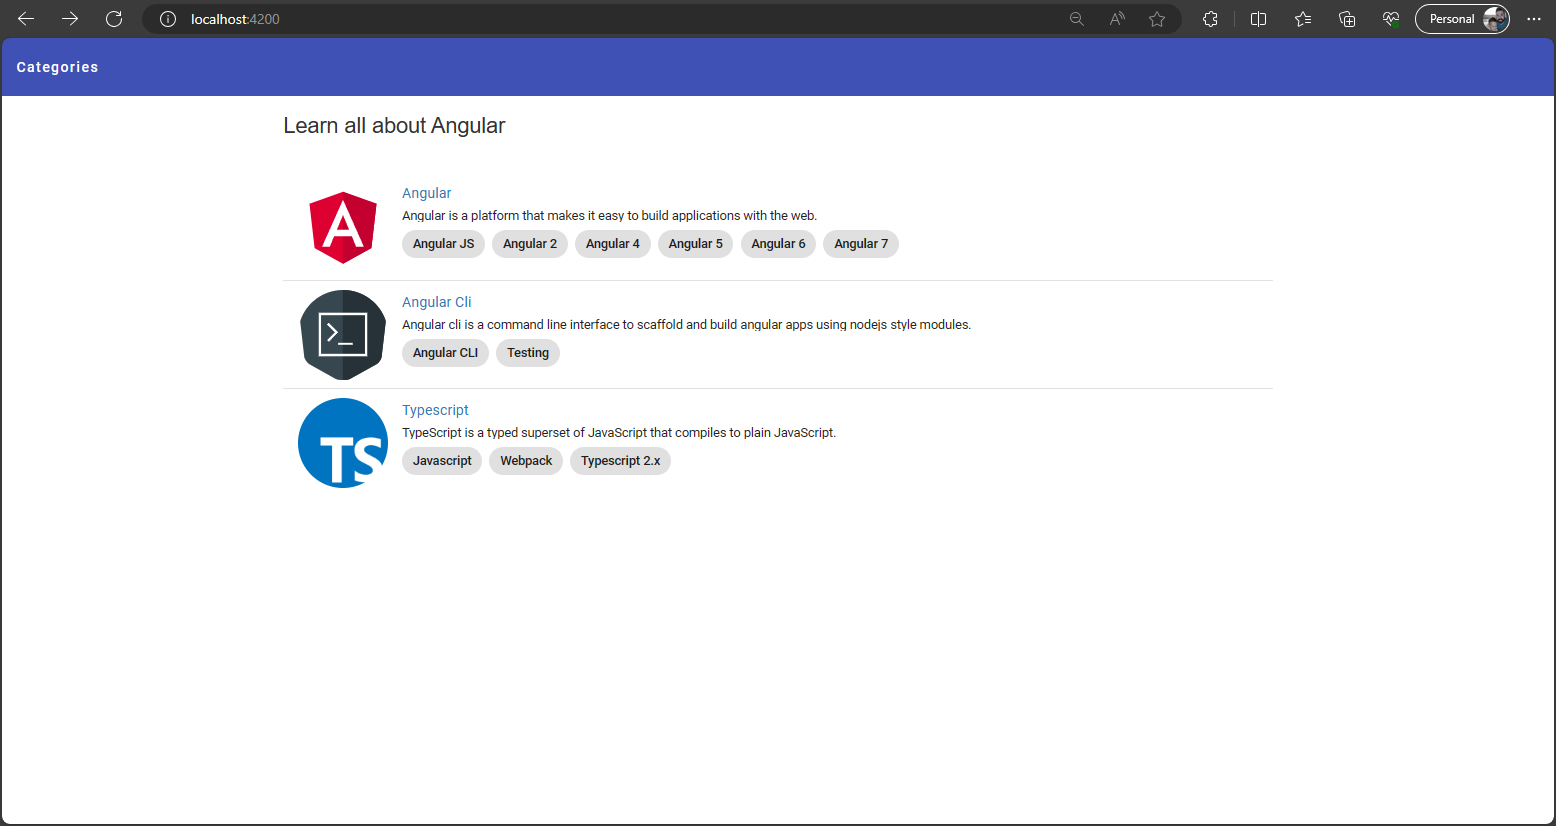 localhost:4200
Personal
Categories
Learn all about Angular
A
Angular
Angular is a platform that makes it easy to build applications with the web.
Angular JS Angular 2 Angular 4 Angular 5 Angular 6 Angular 7
Angular Cli
Angular cli is a command line interface to scaffold and build angular apps using nodejs style modules.
Angular CLI Testing
TS
Typescript
TypeScript is a typed superset of JavaScript that compiles to plain JavaScript.
Javascript Webpack Typescript 2.x